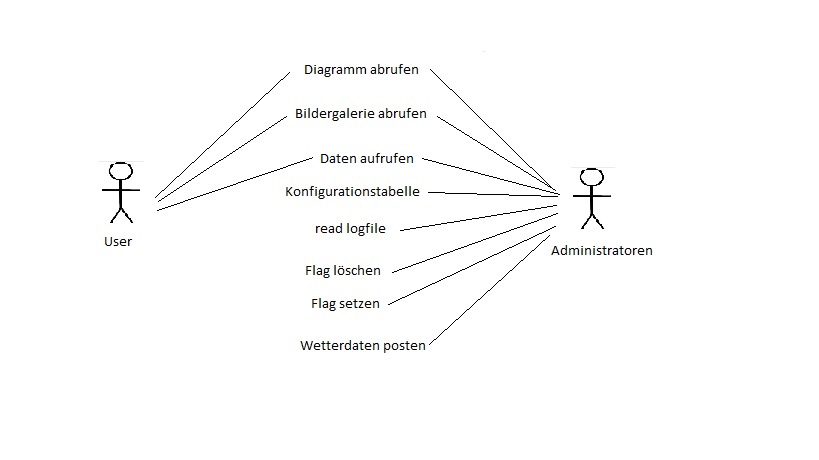 Diagramm abrufen
Bildergalerie abrufen
Daten aufrufen
Konfigurationstabelle
read logfile
Flag löschen
Flag setzen
Wetterdaten posten
User
Administratoren